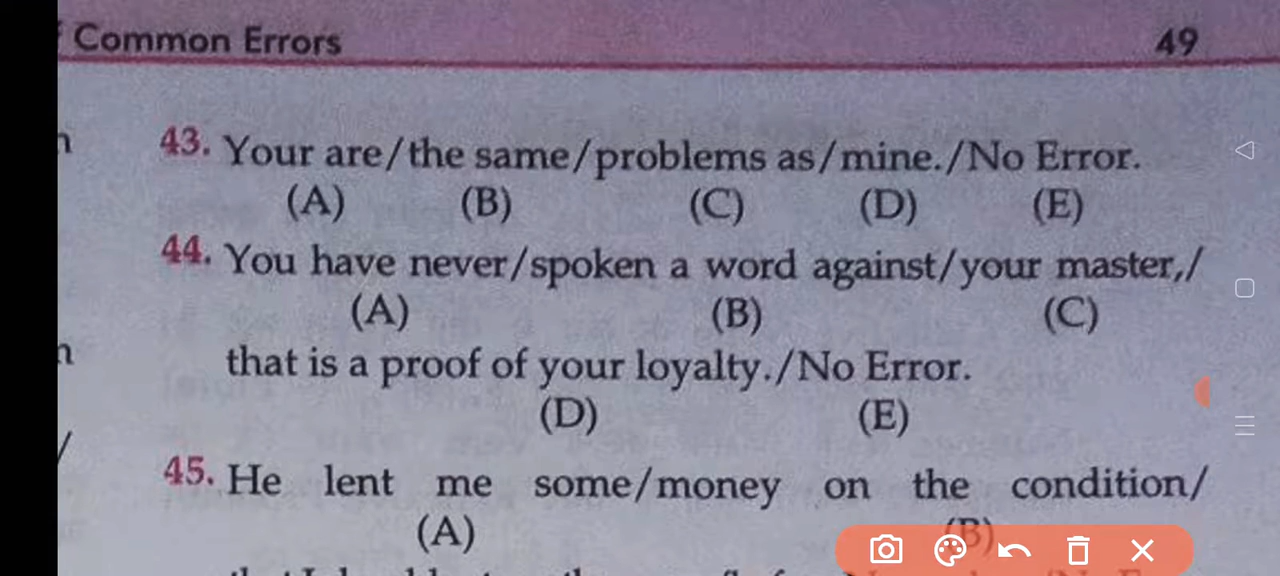 Common Errors 49
43. Your are/the same/problems as/mine./No Error.
(A) (B) (C) (D) (E)
44. You have never/spoken a word against/your master,/
(A) (B) (C)
that is a proof of your loyalty./No Error.
(D) (E)
45. He lent me some/money on the condition/
(A) (B)